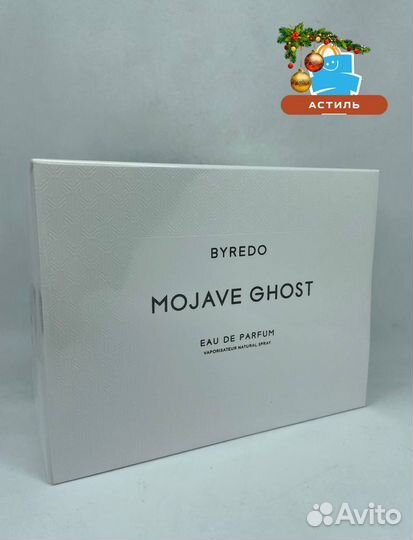 АСТИЛЬ
BYREDO
MOJAVE GHOST
EAU DE PARFUM
VAPORISATEUR NATURAL SPRAY
Avito